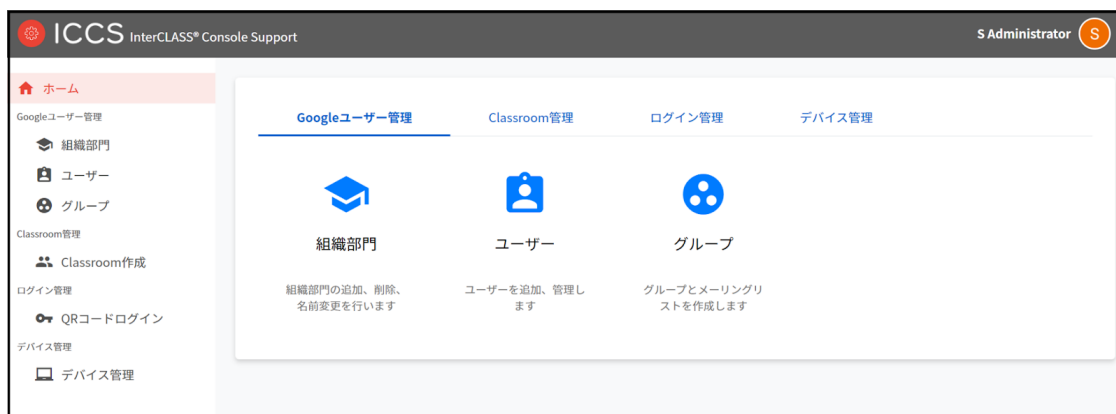 ICCS InterCLASS® Console Support
S Administrator
S
ホーム
Googleユーザー管理
組織部門
ユーザー
グループ
Classroom管理
Classroom作成
ログイン管理
QRコードログイン
デバイス管理
デバイス管理
Googleユーザー管理
Classroom管理
ログイン管理
デバイス管理
組織部門
組織部門の追加、削除、
名前変更を行います
ユーザー
ユーザーを追加、管理し
ます
グループ
グループとメーリングリ
ストを作成します